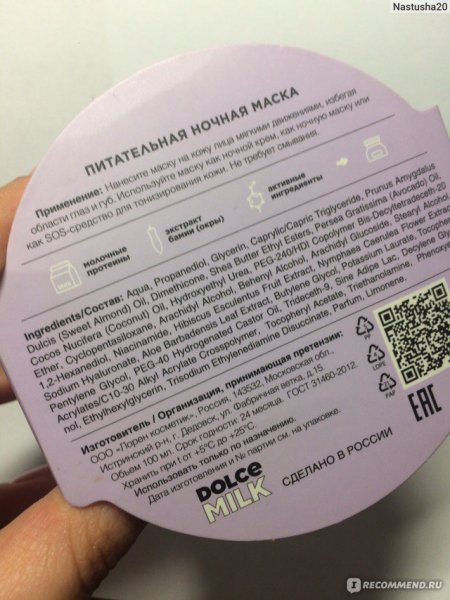 Nastusha20
ПИТАТЕЛЬНАЯ НОЧНАЯ МАСКА
Применение: Нанесите маску на кожу лица мягкими движениями, избегая
области глаз и губ. Используйте маску как ночной крем, как ночную маску или
как SOS-средство для тонизирования кожи. Не требует смывания.
молочные
протеины
экстракт
бамии (окры)
активные
ингредиенты
Milk
Ingredients/Состав: Aqua, Propanediol, Glycerin, Caprylic/Capric Triglyceride, Prunus Amygdalus
Dulcis (Sweet Almond) Oil, Dimethicone, Shea Butter Ethyl Esters, Persea Gratissima (Avocado) Oil,
Cocos Nucifera (Coconut) Oil, Hydroxyethyl Urea, PEG-240/HDI Copolymer Bis-Decyltetradeceth-20
Ether, Cyclopentasiloxane, Arachidyl Alcohol, Behenyl Alcohol, Arachidyl Glucoside, Stearyl Alcohol,
1,2-Hexanediol, Niacinamide, Hibiscus Esculentus Fruit Extract, Nymphaea Caerulea Flower Extract,
Sodium Hyaluronate, Aloe Barbadensis Leaf Extract, Butylene Glycol, Potassium Laurate, Tocopherol,
Pentylene Glycol, PEG-40 Hydrogenated Castor Oil, Trideceth-9, Sine Adipe Lac, Decylene Glycol,
Acrylates/C10-30 Alkyl Acrylate Crosspolymer, Tocopheryl Acetate, Triethanolamine, Phenoxyetha-
nol, Ethylhexylglycerin, Trisodium Ethylenediamine Disuccinate, Parfum, Limonene.
Изготовитель / Организация, принимающая претензии:
ООО «Лорен косметик», Россия, 143532, Московская обл.,
Истринский р-н, г. Дедовск, ул. Фабричная ветка, д.15.
Объем 100 мл. Срок годности: 24 месяца. ГОСТ 31460-2012.
Хранить при t от +5°C до +25°C.
Использовать только по назначению.
Дата изготовления и № партии см. на упаковке.
LDPE
PAP
EAC
DOLCE
MILK
СДЕЛАНО В РОССИИ
IRECOMMEND.RU